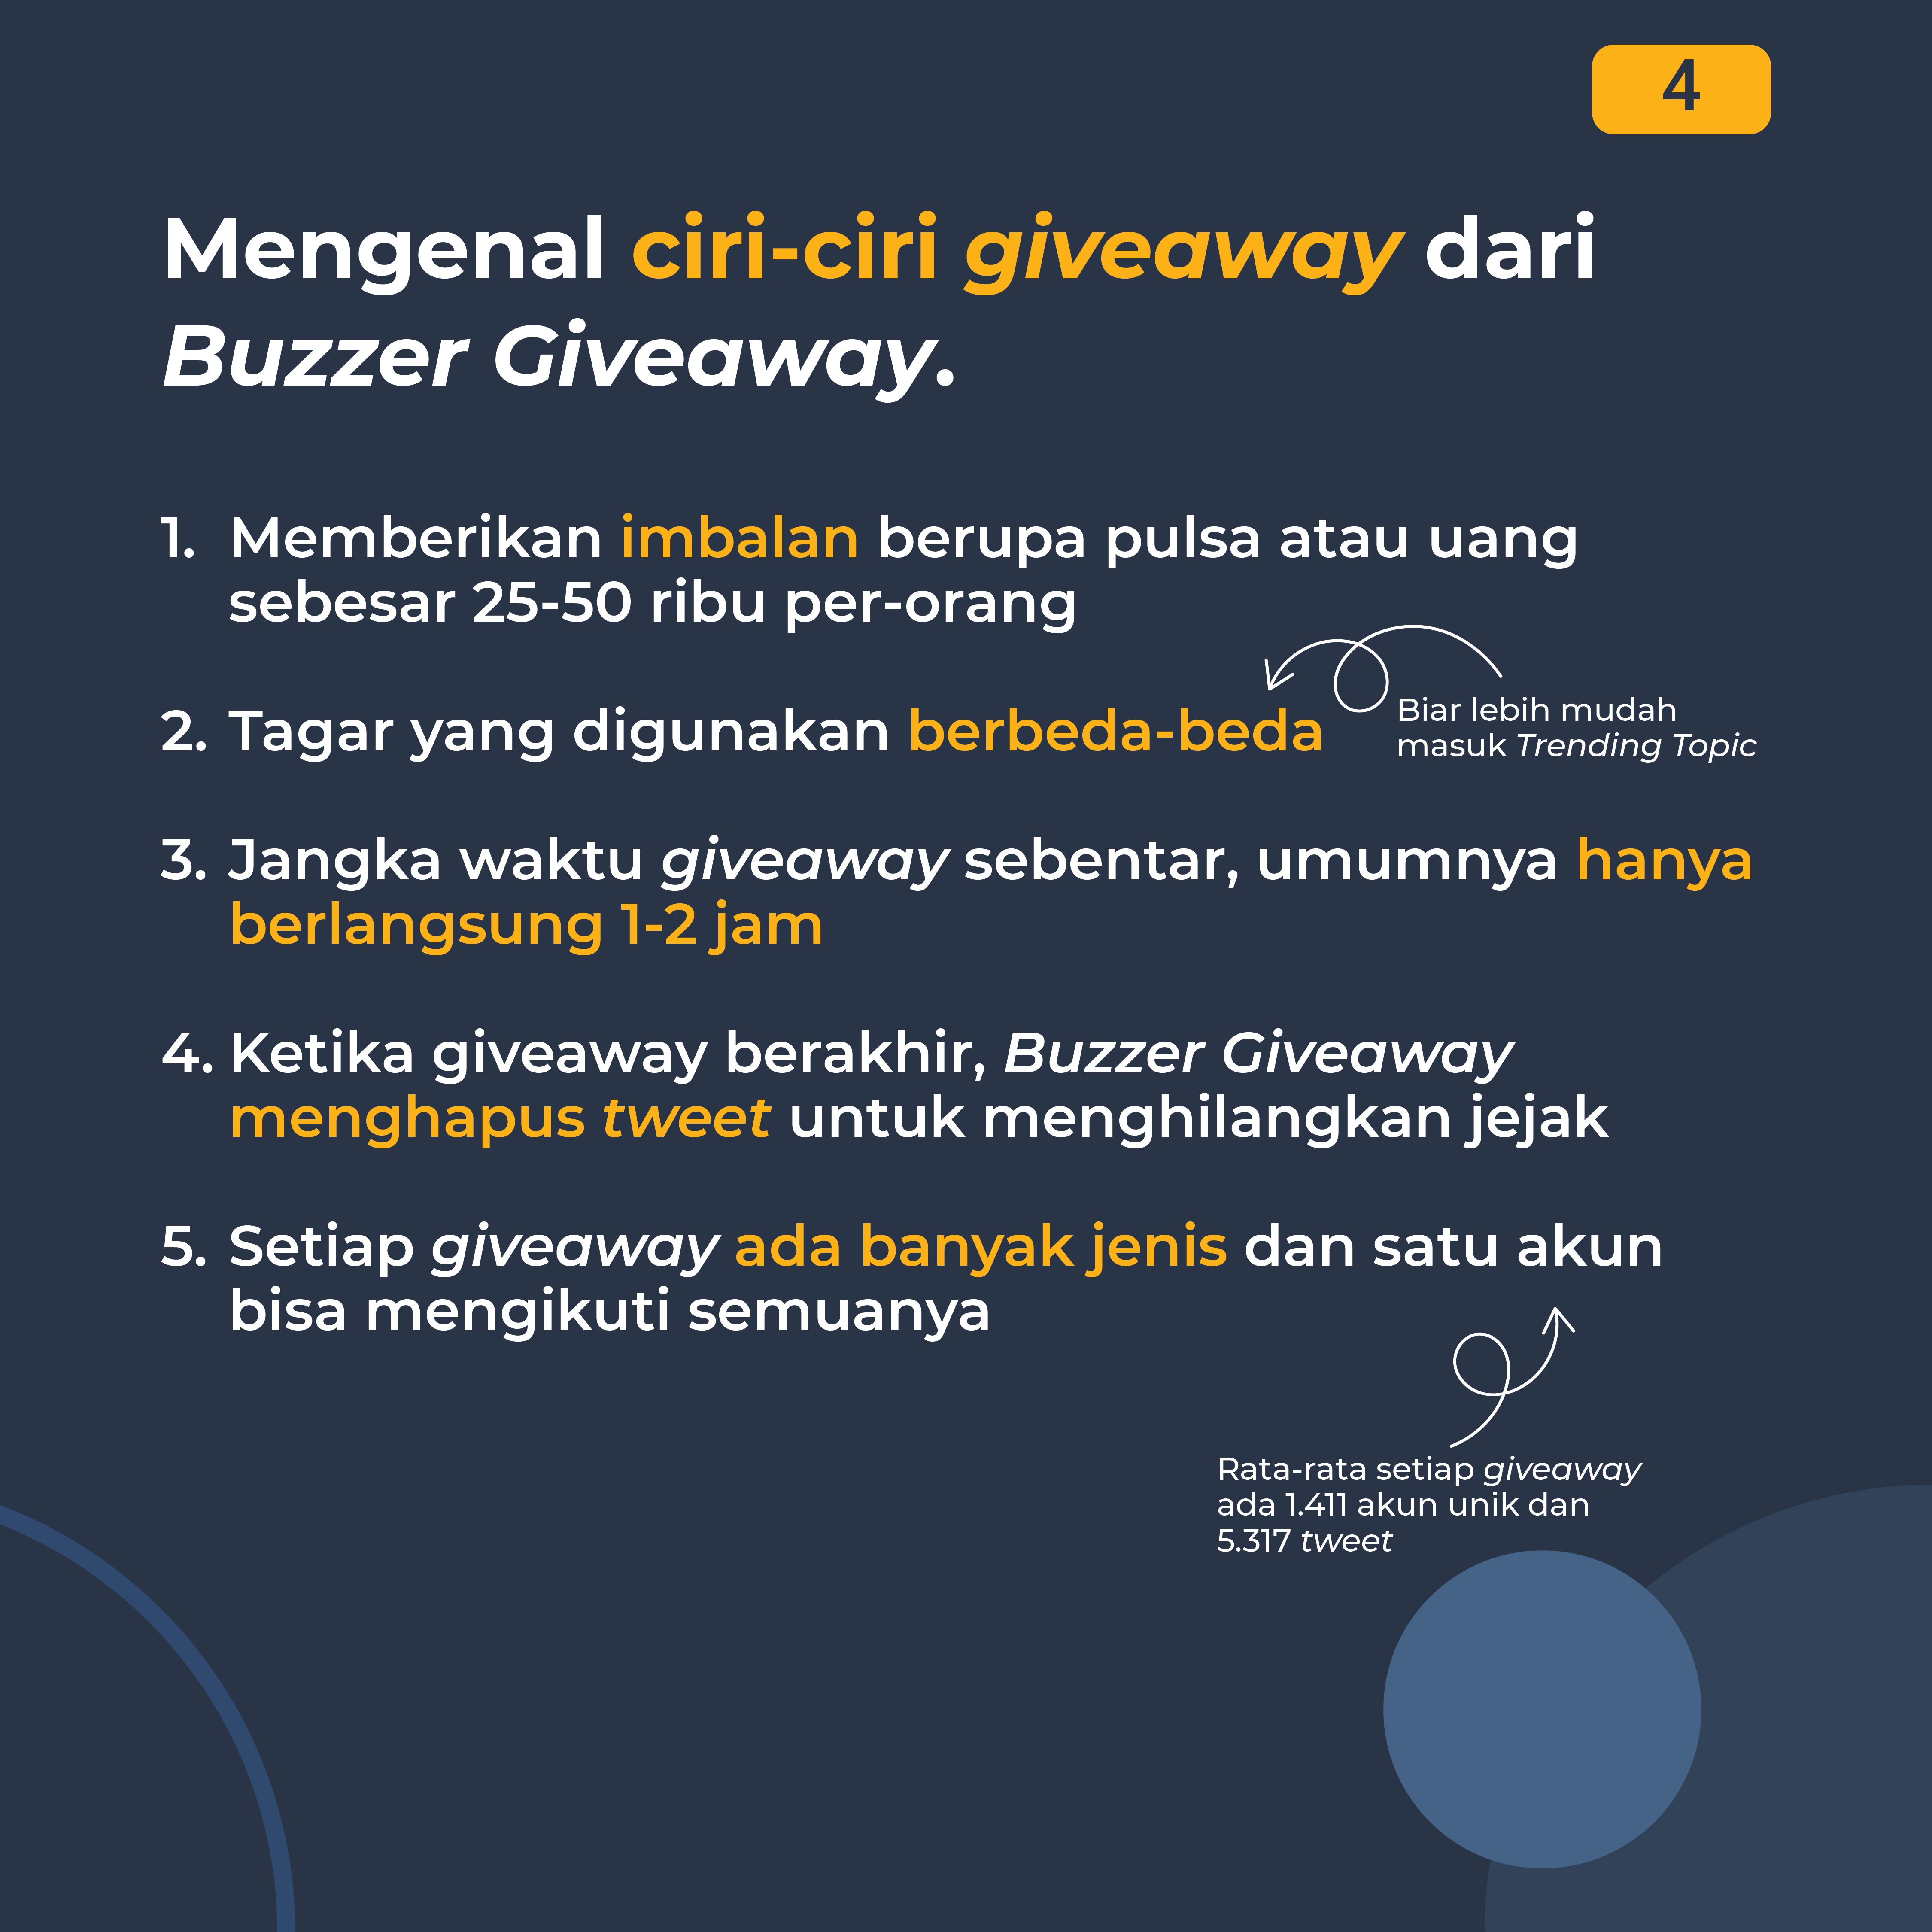 4
Mengenal ciri-ciri giveaway dari
Buzzer Giveaway.
1. Memberikan imbalan berupa pulsa atau uang
sebesar 25-50 ribu per-orang
2. Tagar yang digunakan berbeda-beda
Biar lebih mudah
masuk Trending Topic
3. Jangka waktu giveaway sebentar, umumnya hanya
berlangsung 1-2 jam
4. Ketika giveaway berakhir, Buzzer Giveaway
menghapus tweet untuk menghilangkan jejak
5. Setiap giveaway ada banyak jenis dan satu akun
bisa mengikuti semuanya
Rata-rata setiap giveaway
ada 1.411 akun unik dan
5.317 tweet